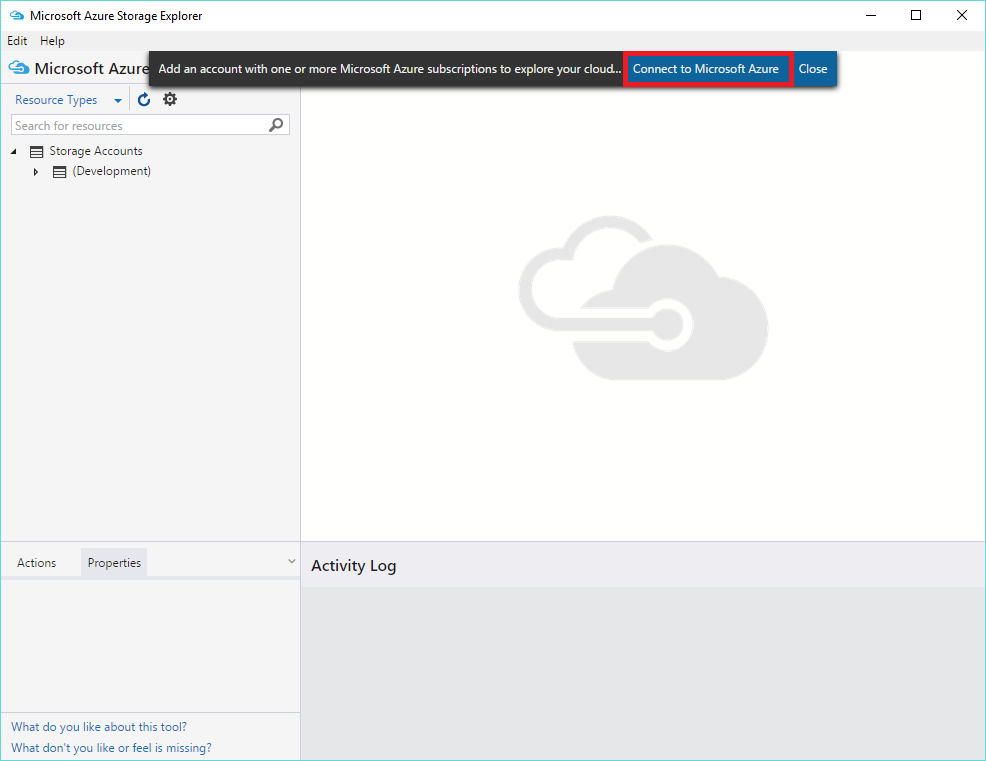 Microsoft Azure Storage Explorer
Edit Help
Microsoft Azure
Add an account with one or more Microsoft Azure subscriptions to explore your cloud... Connect to Microsoft Azure Close
Resource Types
Search for resources
Storage Accounts
(Development)
Actions Properties
Activity Log
What do you like about this tool?
What don't you like or feel is missing?